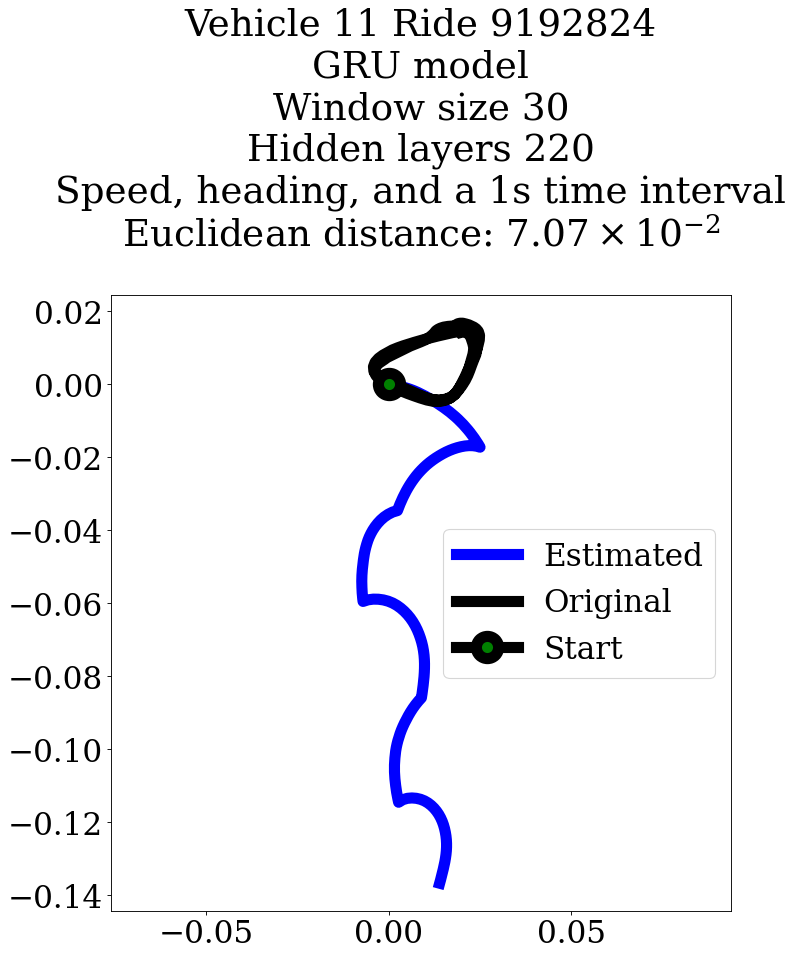 Vehicle 11 Ride 9192824
GRU model
Window size 30
Hidden layers 220
Speed, heading, and a 1s time interval
Euclidean distance: 7.07 × 10⁻²
0.02
0.00
−0.02
−0.04
−0.06
−0.08
−0.10
−0.12
−0.14
Estimated
Original
Start
−0.05
0.00
0.05